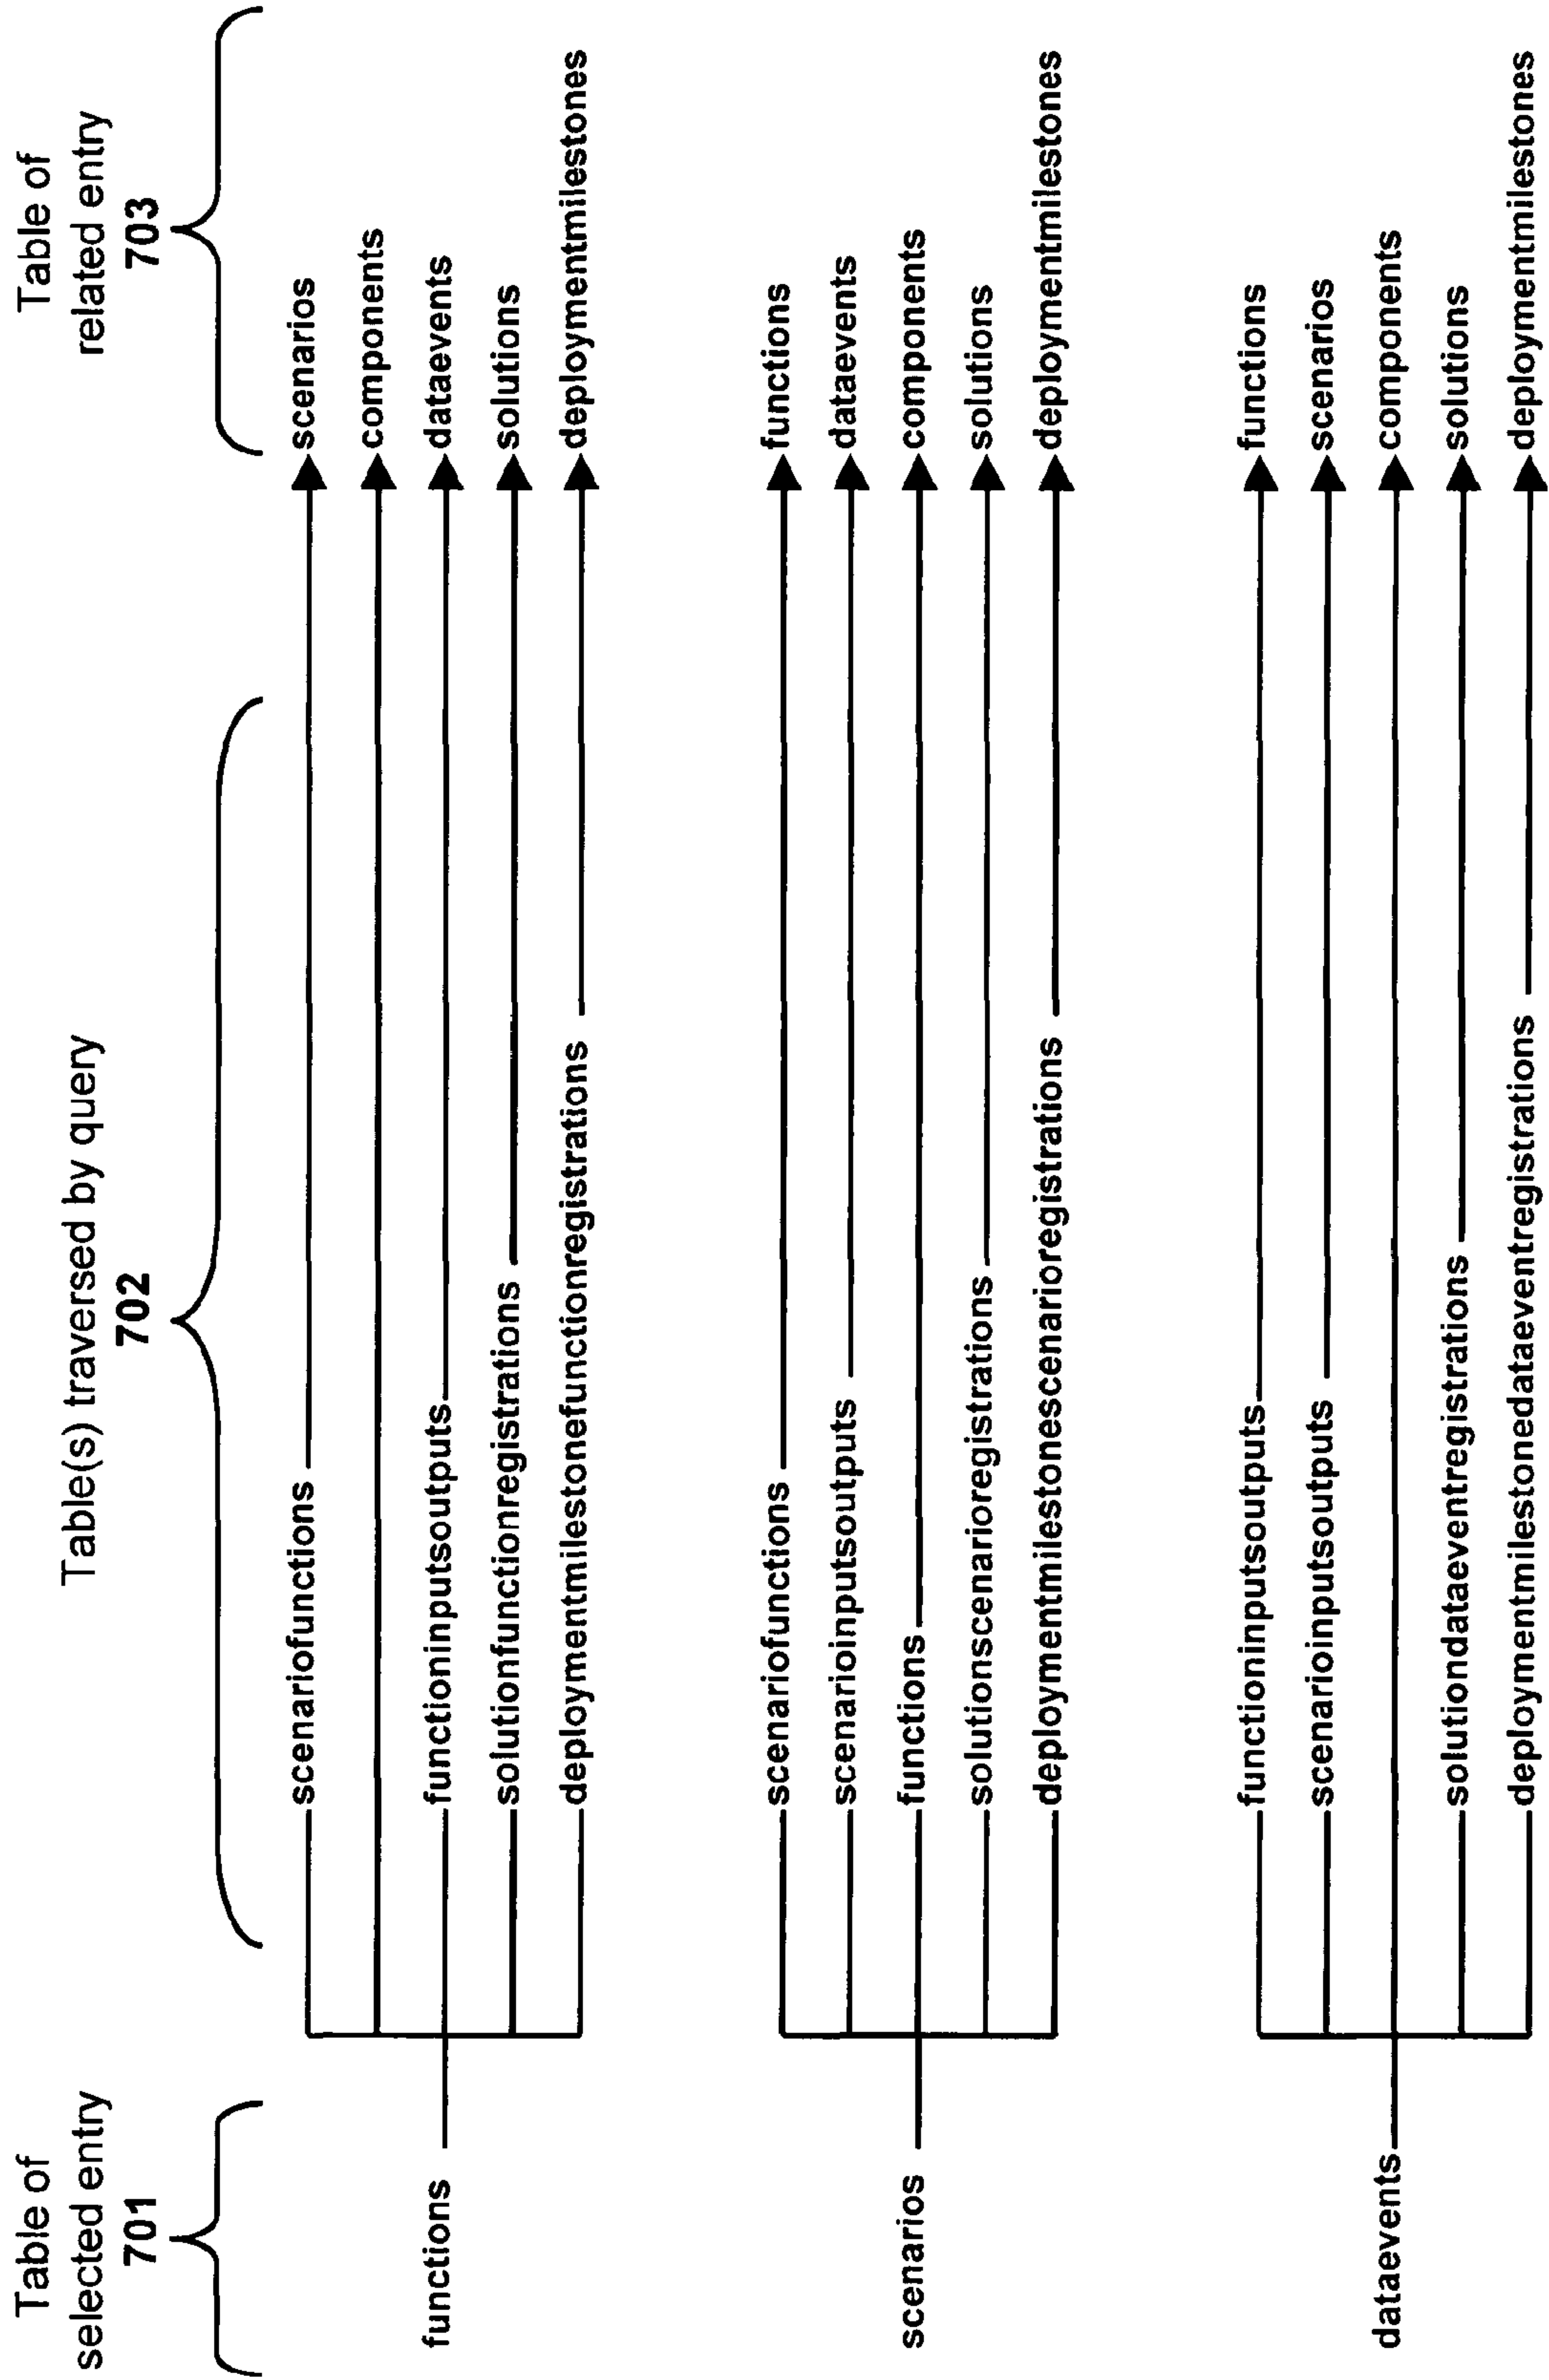 Table of
selected entry
701
Table(s) traversed by query
702
Table of
related entry
703
functions
scenariofunctions
scenarios
components
functioninputsoutputs
dataevents
solutionfunctionregistrations
solutions
deploymentmilestonefunctionregistrations
deploymentmilestones
scenarios
scenariofunctions
functions
scenarioinputsoutputs
dataevents
functions
components
solutionscenarioregistrations
solutions
deploymentmilestonescenarioregistrations
deploymentmilestones
dataevents
functioninputsoutputs
functions
scenarioinputsoutputs
scenarios
components
solutiondataeventregistrations
solutions
deploymentmilestonedataeventregistrations
deploymentmilestones